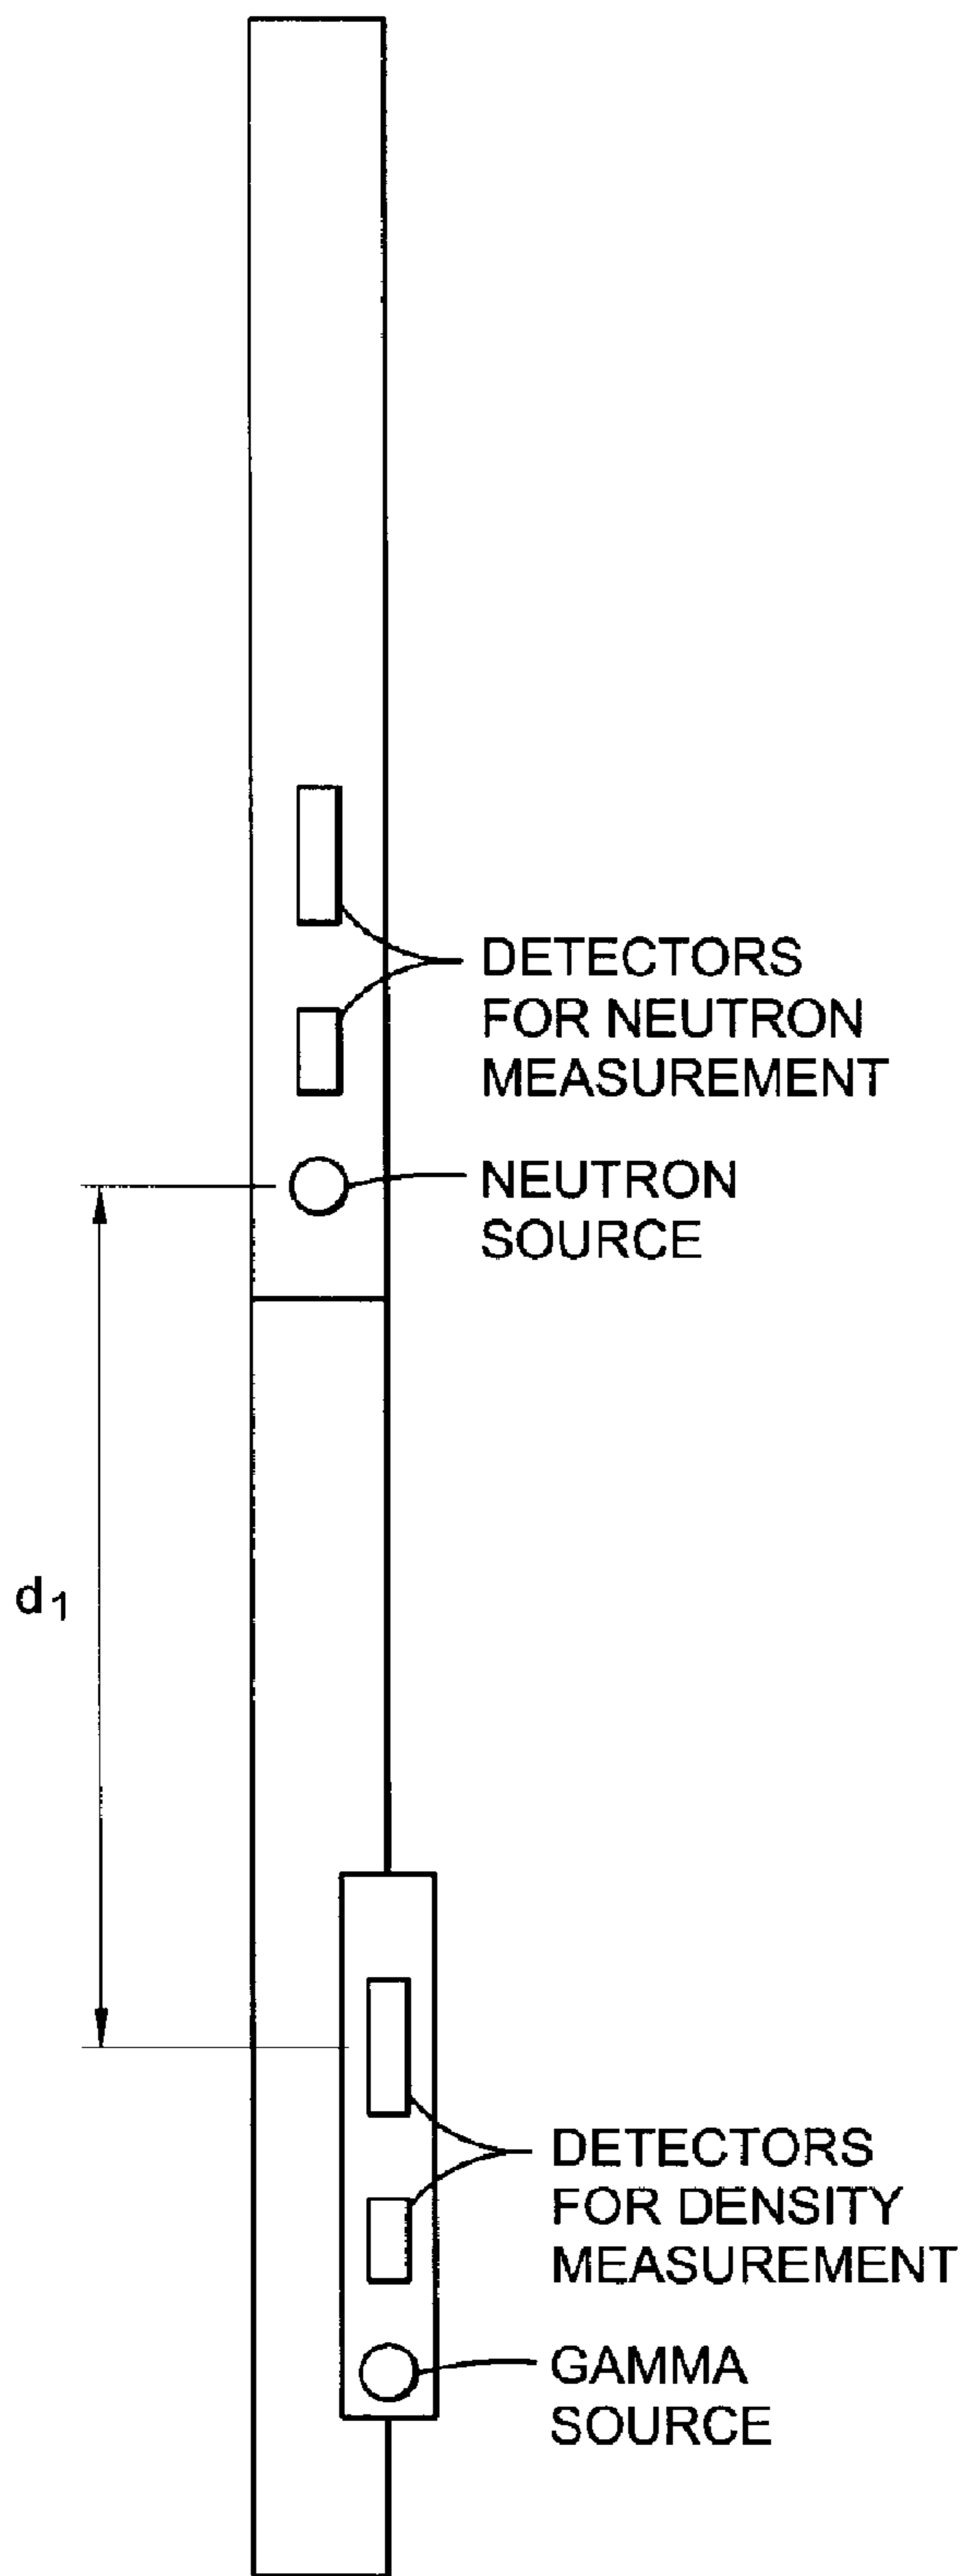 DETECTORS
FOR NEUTRON
MEASUREMENT
NEUTRON
SOURCE
d1
DETECTORS
FOR DENSITY
MEASUREMENT
GAMMA
SOURCE